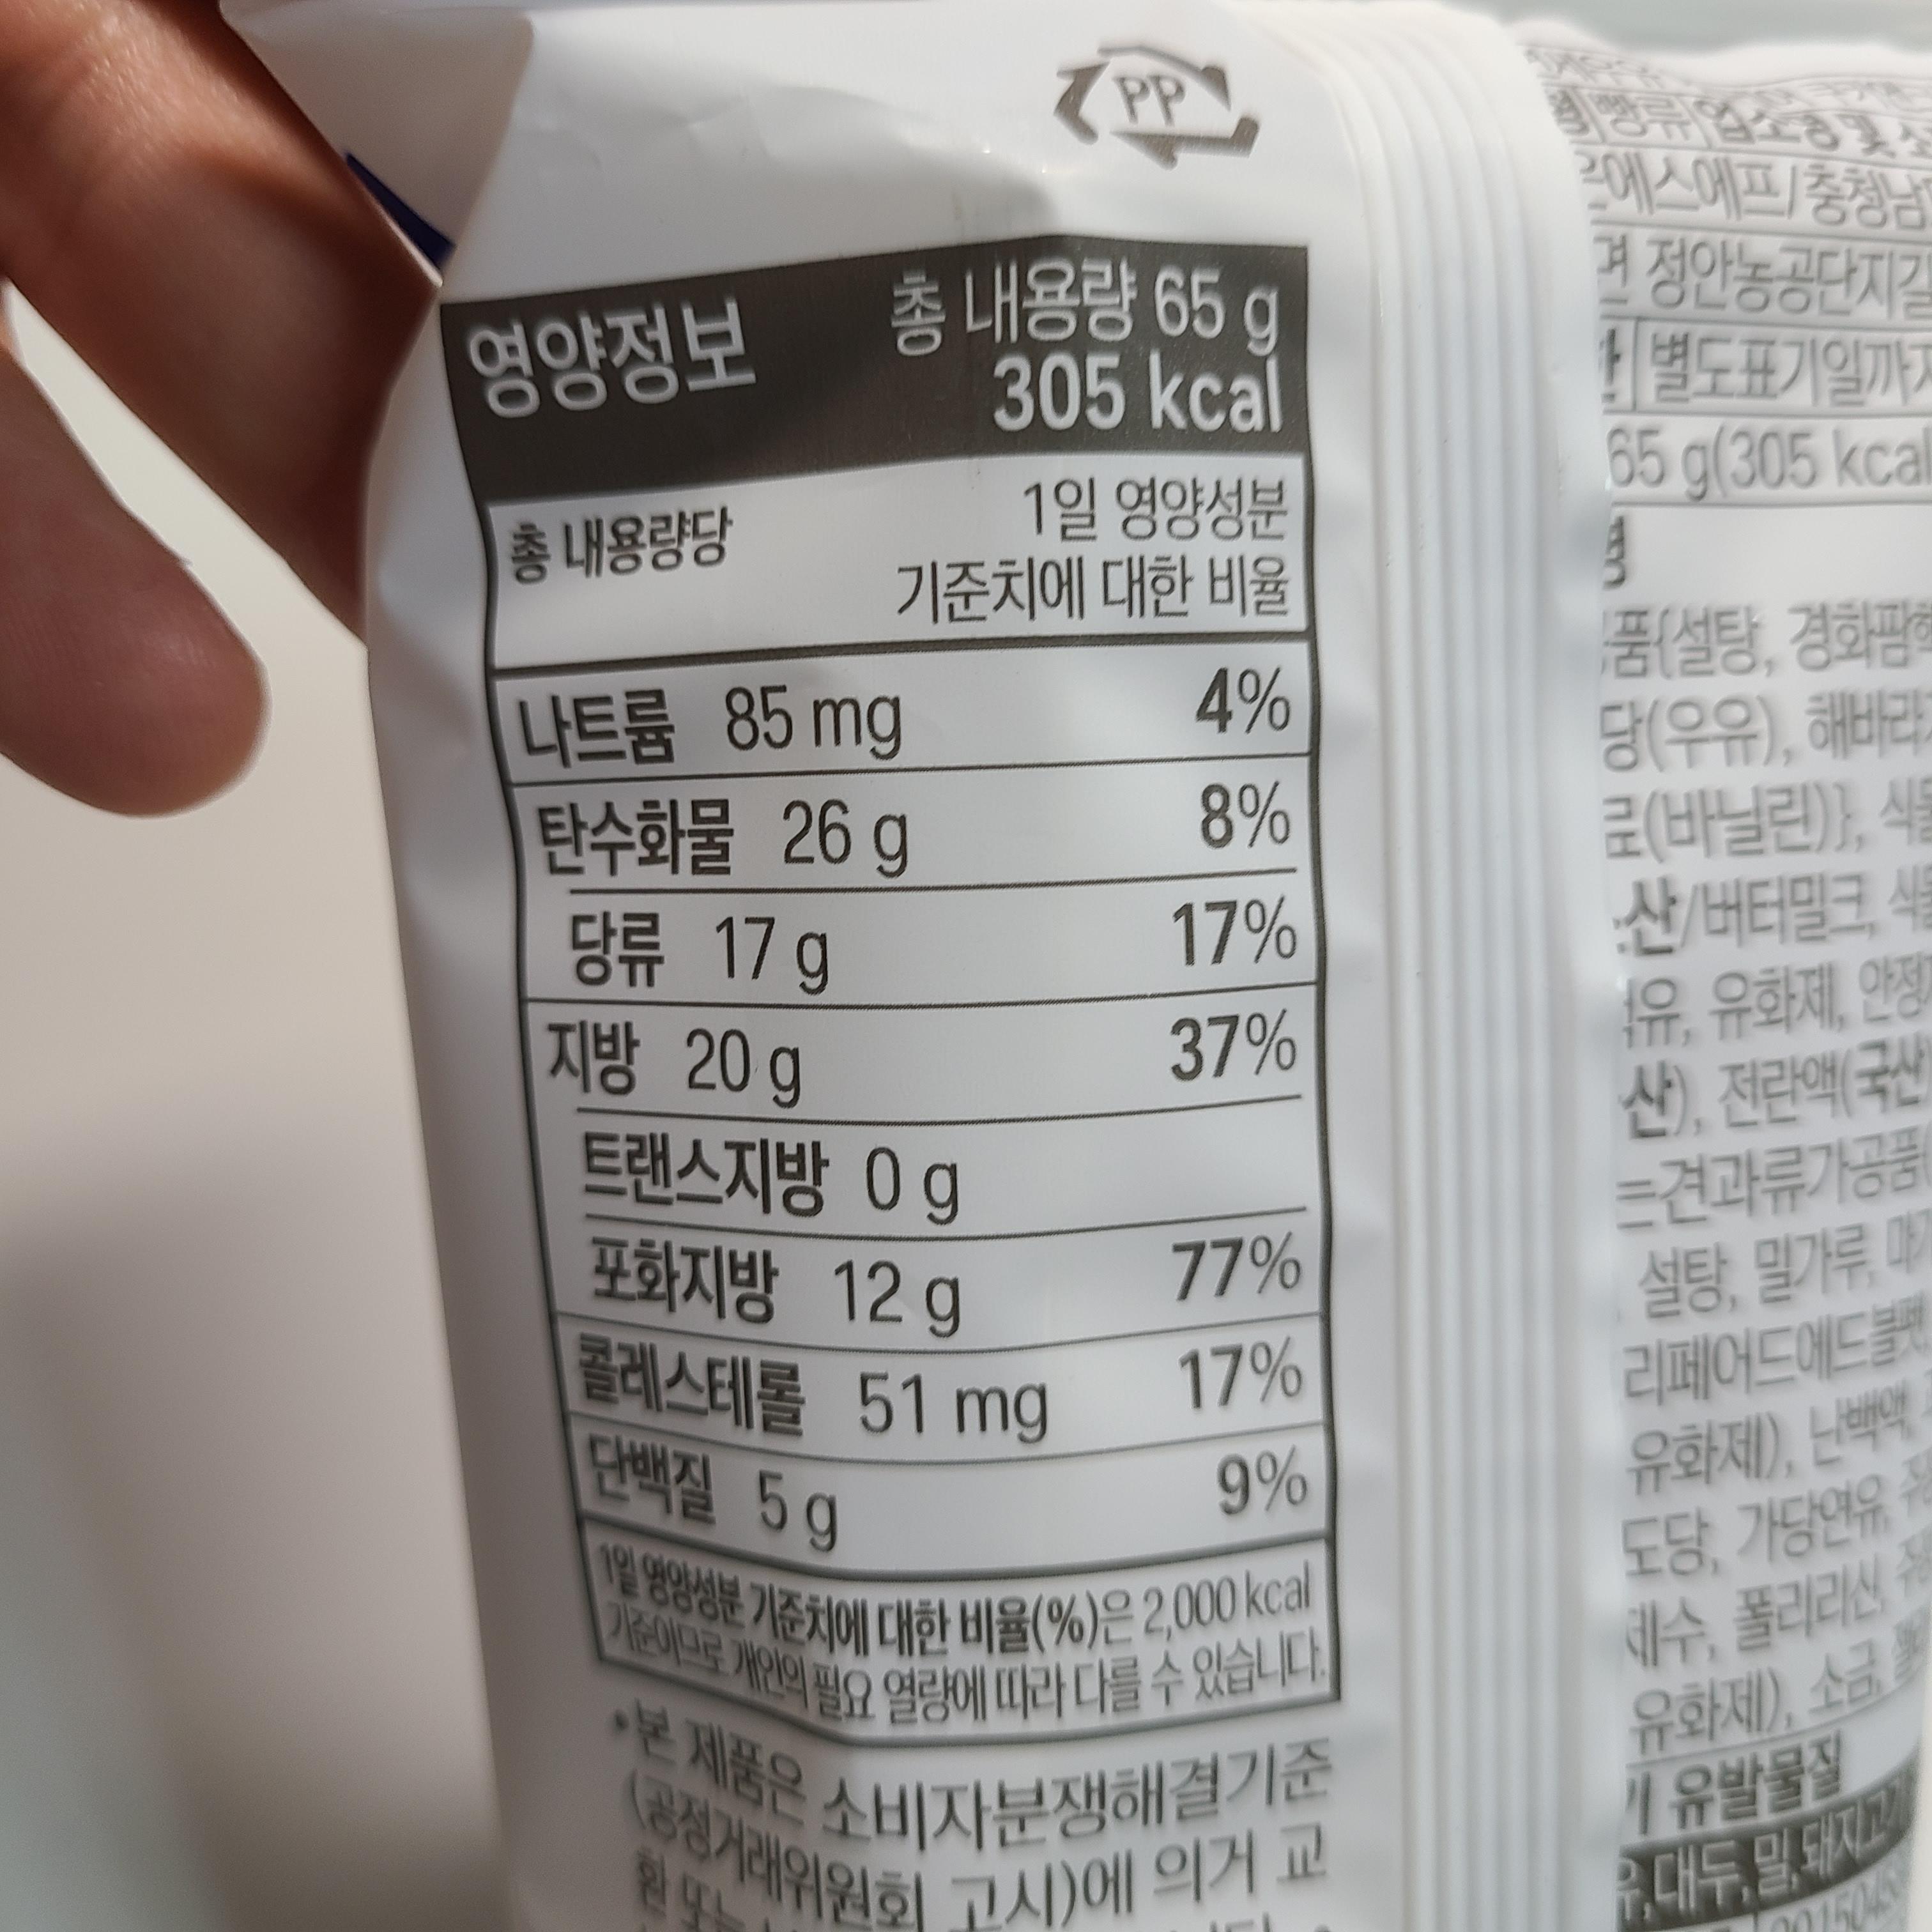 PP
영양정보 총 내용량 65 g
305 kcal
총 내용량당 1일 영양성분
기준치에 대한 비율
나트륨 85 mg 4%
탄수화물 26 g 8%
당류 17 g 17%
지방 20 g 37%
트랜스지방 0 g
포화지방 12 g 77%
콜레스테롤 51 mg 17%
단백질 5 g 9%
1일 영양성분 기준치에 대한 비율(%)은 2,000 kcal
기준이므로 개인의 필요 열량에 따라 다를 수 있습니다.
•본 제품은 소비자분쟁해결기준
(공정거래위원회 고시)에 의거 교
환 또는
빵류 업소명 및
에스에프/충청남
면 정안농공단지길
별도표기일까지
65 g(305 kcal
품{설탕, 경화팜
당(우유), 해바라
료(바닐린)}, 식
산/버터밀크, 식
유, 유화제, 안정
산), 전란액(국산
견과류가공품
설탕, 밀가루, 마가
리페어드에드블
유화제), 난백액,
도당, 가당연유,
제수, 폴리리신,
유화제), 소금,
기 유발물질
대두, 밀, 돼지고기